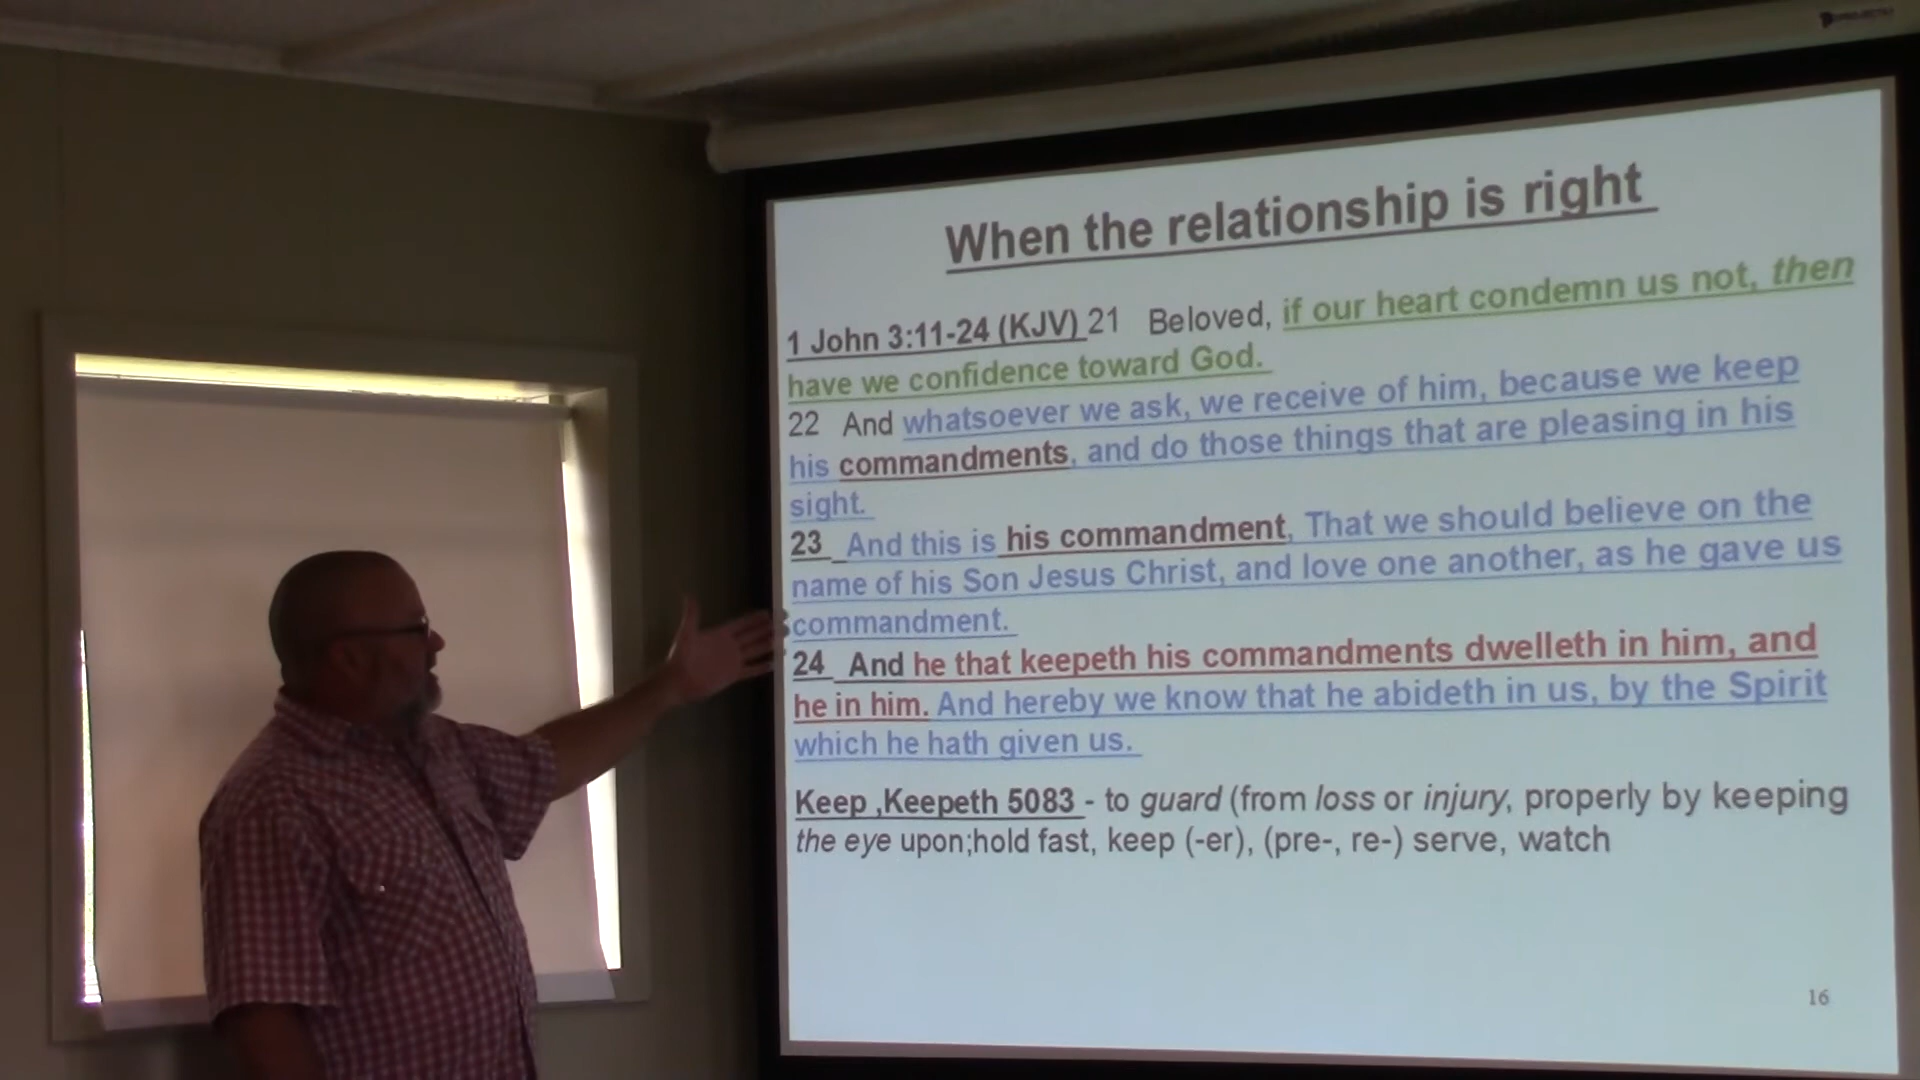 When the relationship is right
1 John 3:11-24 (KJV) 21 Beloved, if our heart condemn us not, then
have we confidence toward God.
22 And whatsoever we ask, we receive of him, because we keep
his commandments, and do those things that are pleasing in his
sight.
23 And this is his commandment, That we should believe on the
name of his Son Jesus Christ, and love one another, as he gave us
commandment.
24 And he that keepeth his commandments dwelleth in him, and
he in him. And hereby we know that he abideth in us, by the Spirit
which he hath given us.
Keep ,Keepeth 5083 - to guard (from loss or injury, properly by keeping
the eye upon;hold fast, keep (-er), (pre-, re-) serve, watch
16